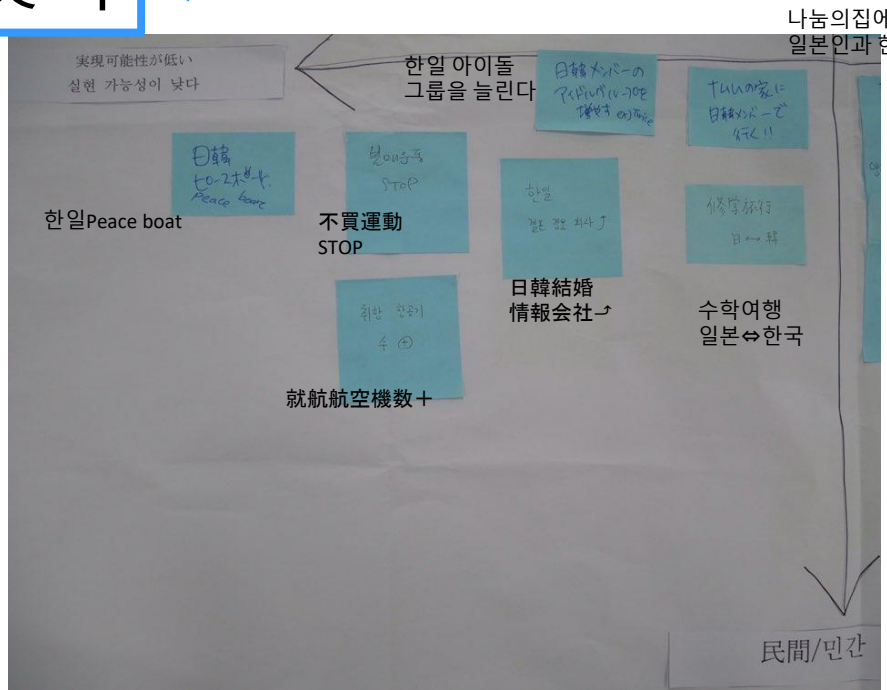 나눔의집에
일본인과 한
実現可能性が低い
실현 가능성이 낮다
한일 아이돌
그룹을 늘린다
日韓メンバーの
アイドルグループを
増やす ex) Twice
ナヌムの家に
日韓メンバーで
行く!!
日韓
ピースボート
Peace boat
한일Peace boat
불매운동
STOP
不買運動
STOP
한일
결혼 정보 회사⤴
日韓結婚
情報会社⤴
修学旅行
日↔韓
수학여행
일본⇔한국
취항 항공기
수 ⊕
就航航空機数＋
民間/민간